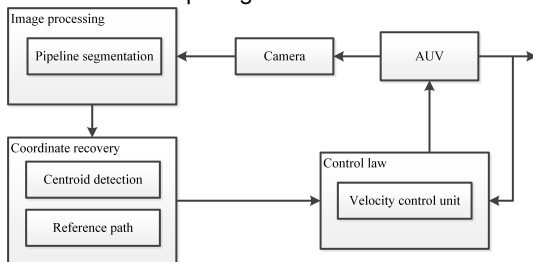 Image processing
Pipeline segmentation
Camera
AUV
Coordinate recovery
Centroid detection
Reference path
Control law
Velocity control unit